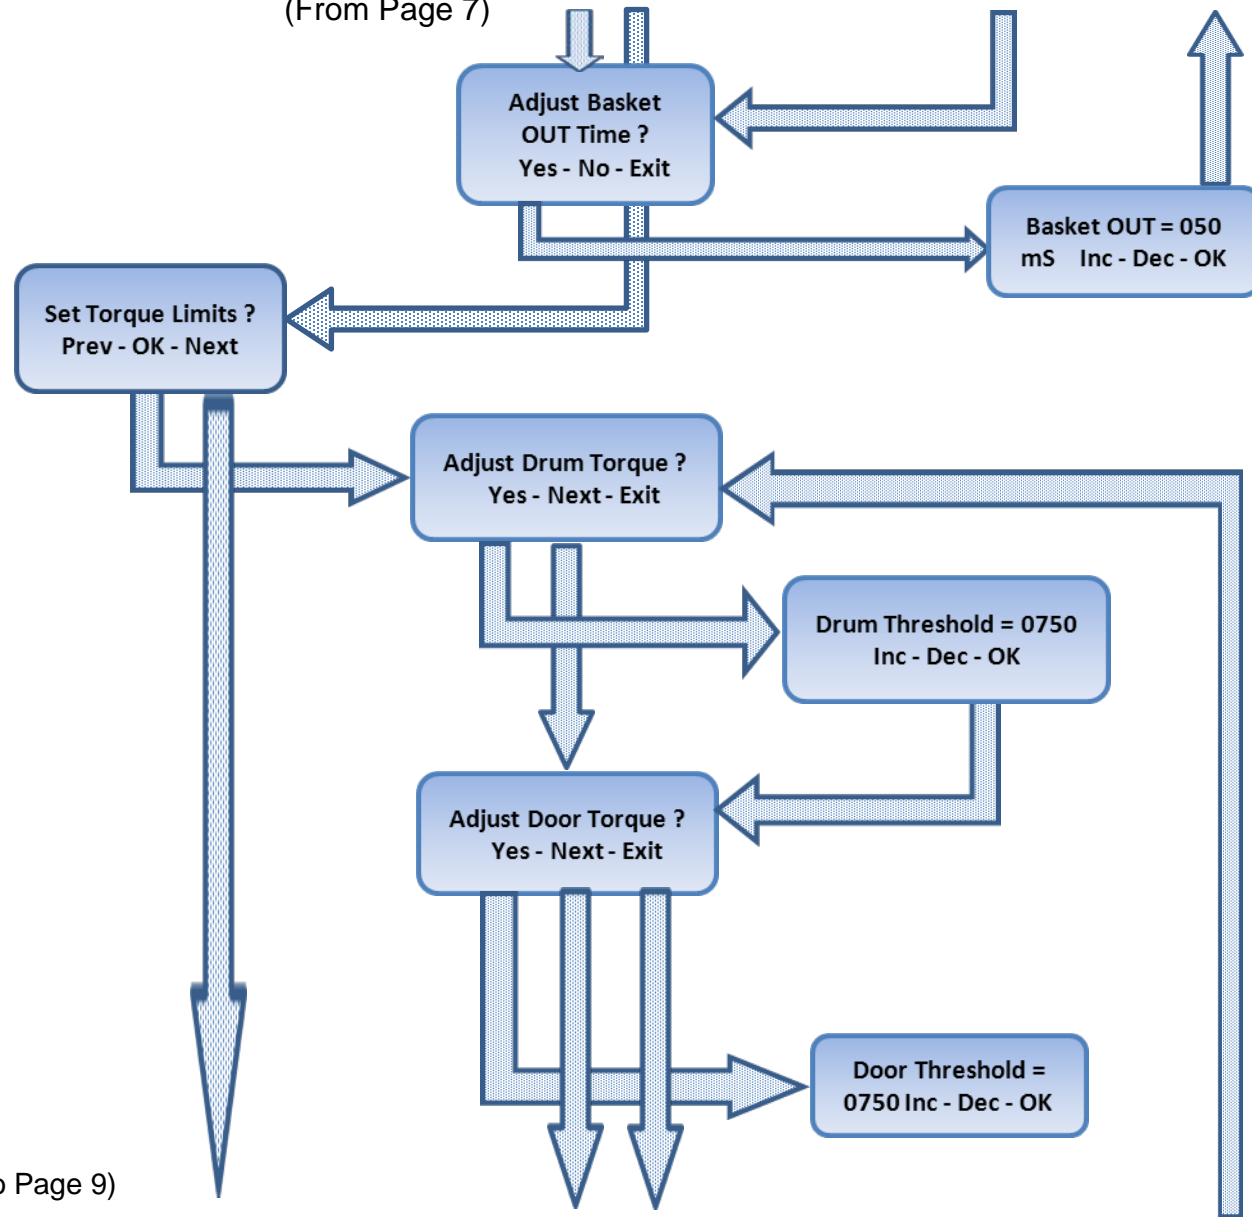 (From Page 7)
Adjust Basket
OUT Time ?
Yes - No - Exit
Basket OUT = 050
mS Inc - Dec - OK
Set Torque Limits ?
Prev - OK - Next
Adjust Drum Torque ?
Yes - Next - Exit
Drum Threshold = 0750
Inc - Dec - OK
Adjust Door Torque ?
Yes - Next - Exit
Door Threshold =
0750 Inc - Dec - OK
Page 9)